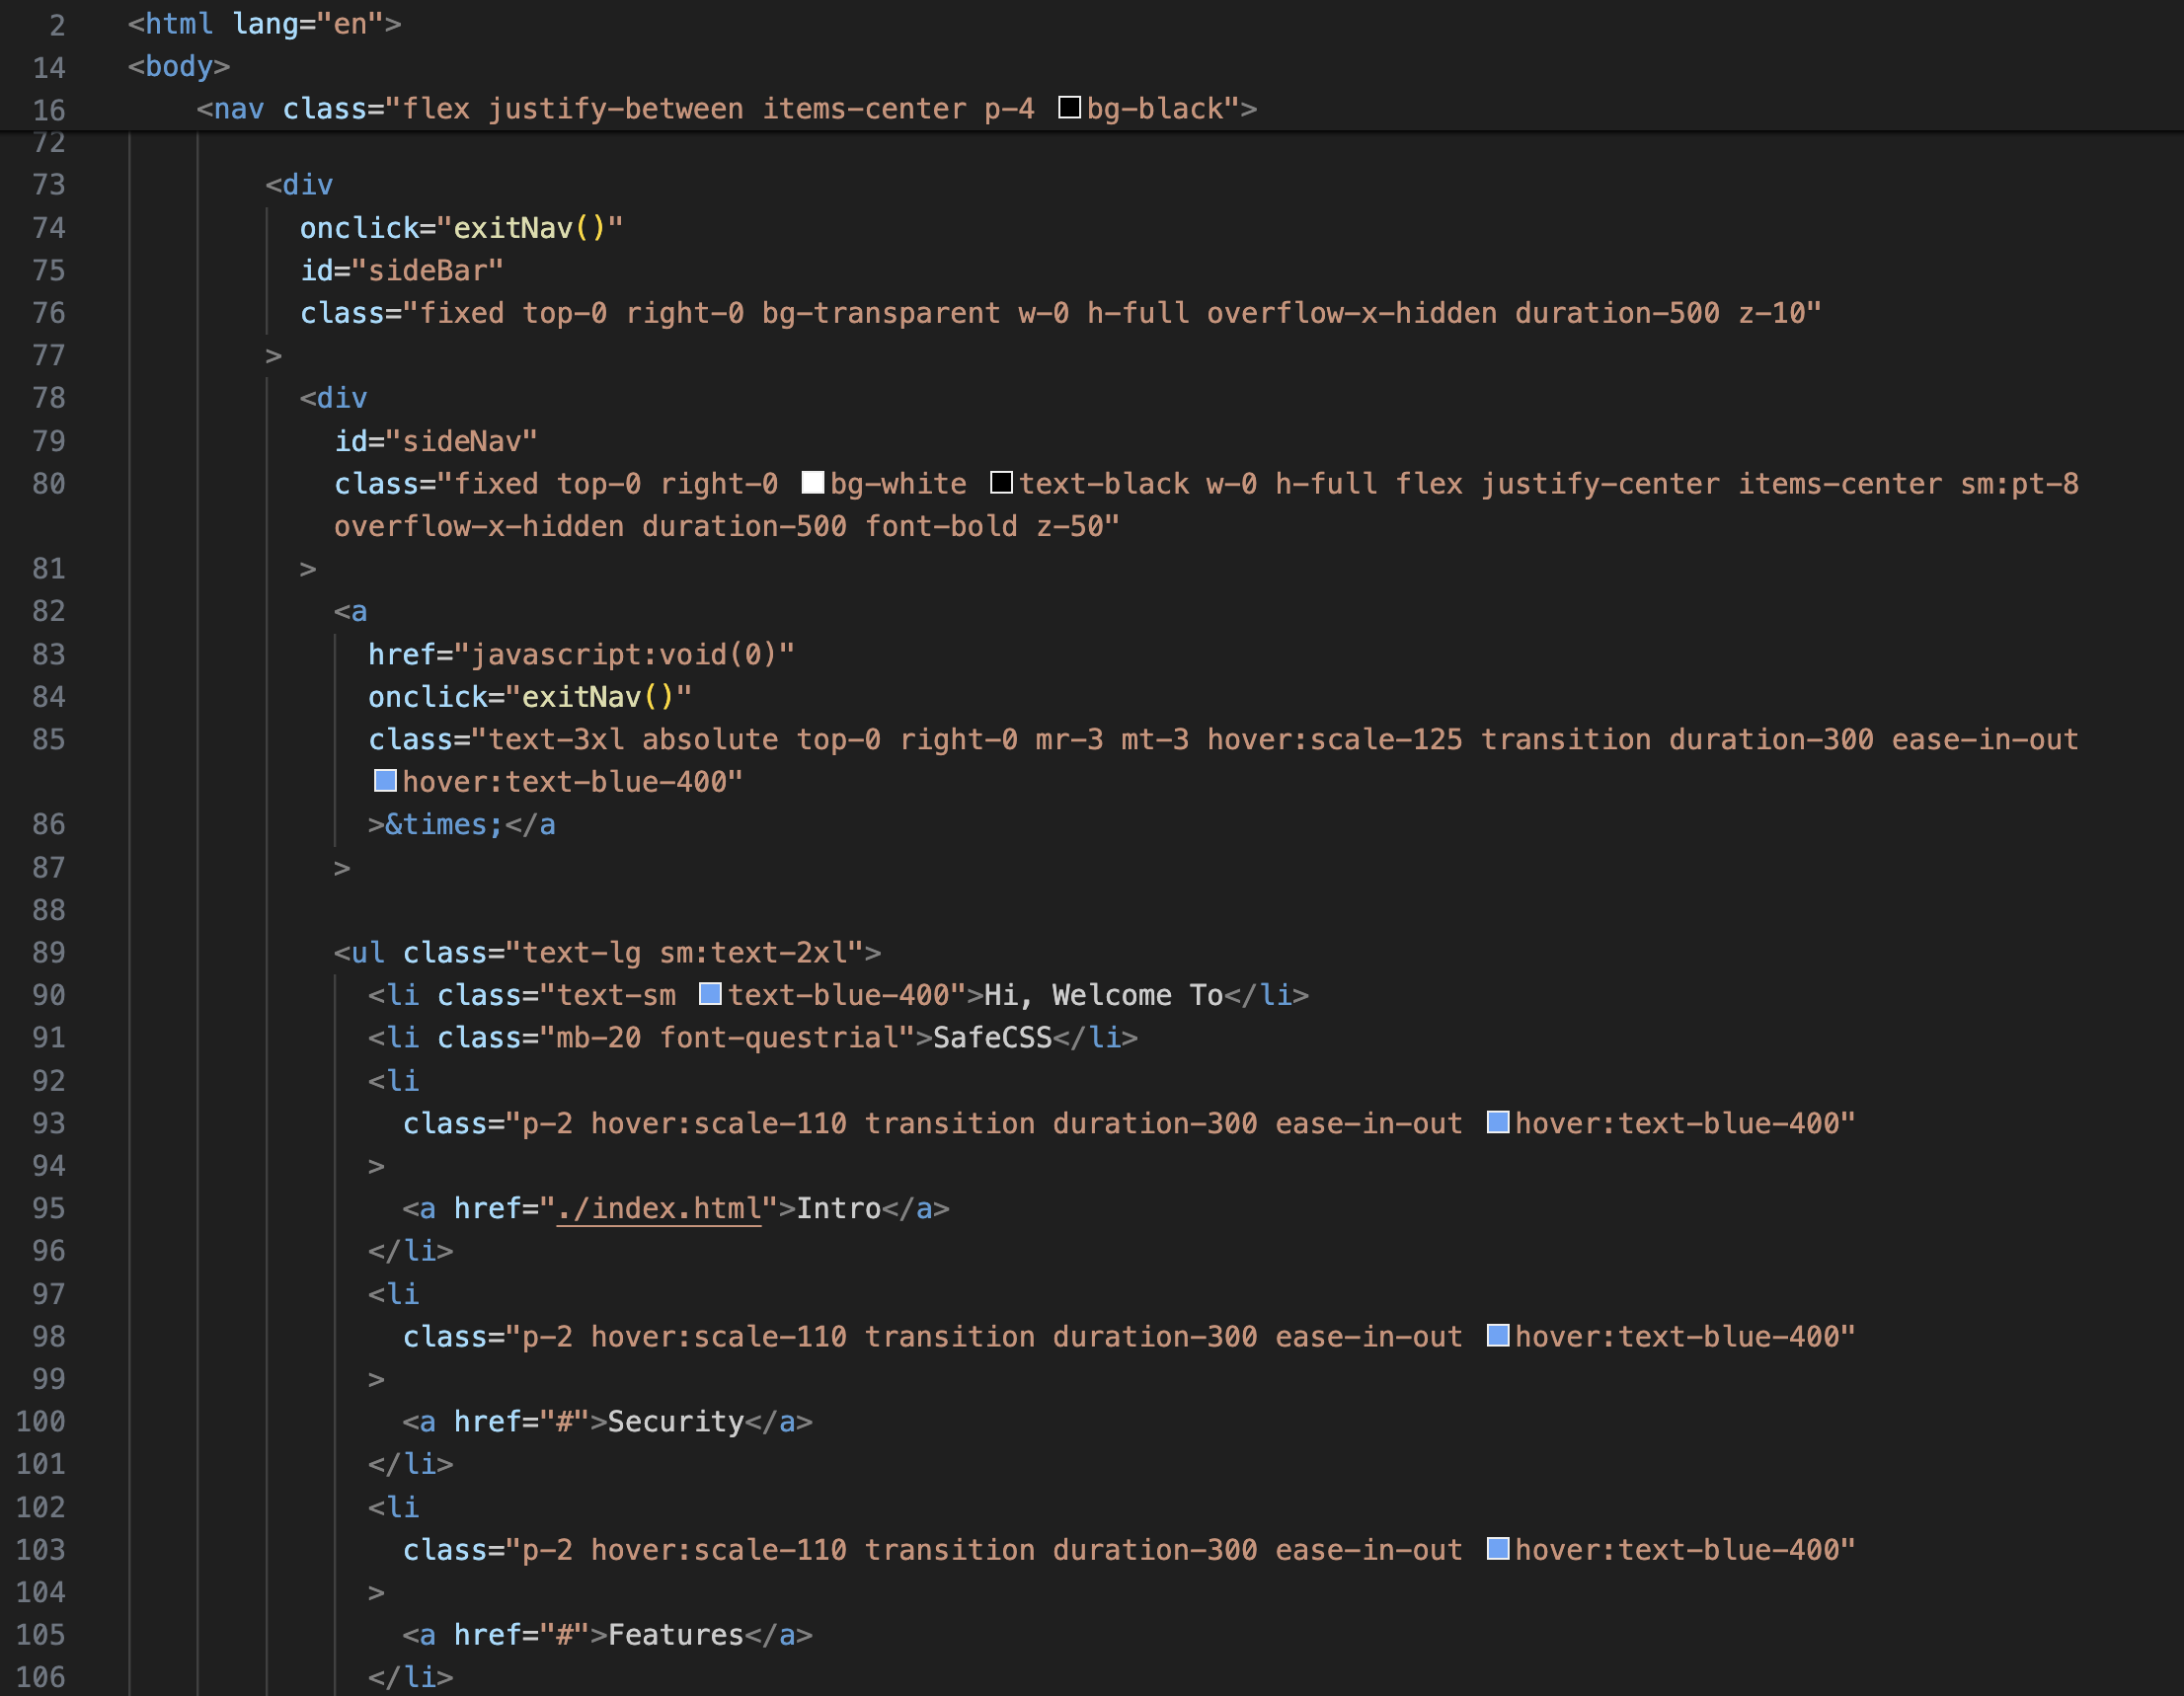 2 <html lang="en">
14 <body>
16 <nav class="flex justify-between items-center p-4 bg-black">
72
73 <div
74 onclick="exitNav()"
75 id="sideBar"
76 class="fixed top-0 right-0 bg-transparent w-0 h-full overflow-x-hidden duration-500 z-10"
77 >
78 <div
79 id="sideNav"
80 class="fixed top-0 right-0 bg-white text-black w-0 h-full flex justify-center items-center sm:pt-8
overflow-x-hidden duration-500 font-bold z-50"
81 >
82 <a
83 href="javascript:void(0)"
84 onclick="exitNav()"
85 class="text-3xl absolute top-0 right-0 mr-3 mt-3 hover:scale-125 transition duration-300 ease-in-out
hover:text-blue-400"
86 >&times;</a
87 >
88
89 <ul class="text-lg sm:text-2xl">
90 <li class="text-sm text-blue-400">Hi, Welcome To</li>
91 <li class="mb-20 font-questrial">SafeCSS</li>
92 <li
93 class="p-2 hover:scale-110 transition duration-300 ease-in-out hover:text-blue-400"
94 >
95 <a href="./index.html">Intro</a>
96 </li>
97 <li
98 class="p-2 hover:scale-110 transition duration-300 ease-in-out hover:text-blue-400"
99 >
100 <a href="#">Security</a>
101 </li>
102 <li
103 class="p-2 hover:scale-110 transition duration-300 ease-in-out hover:text-blue-400"
104 >
105 <a href="#">Features</a>
106 </li>